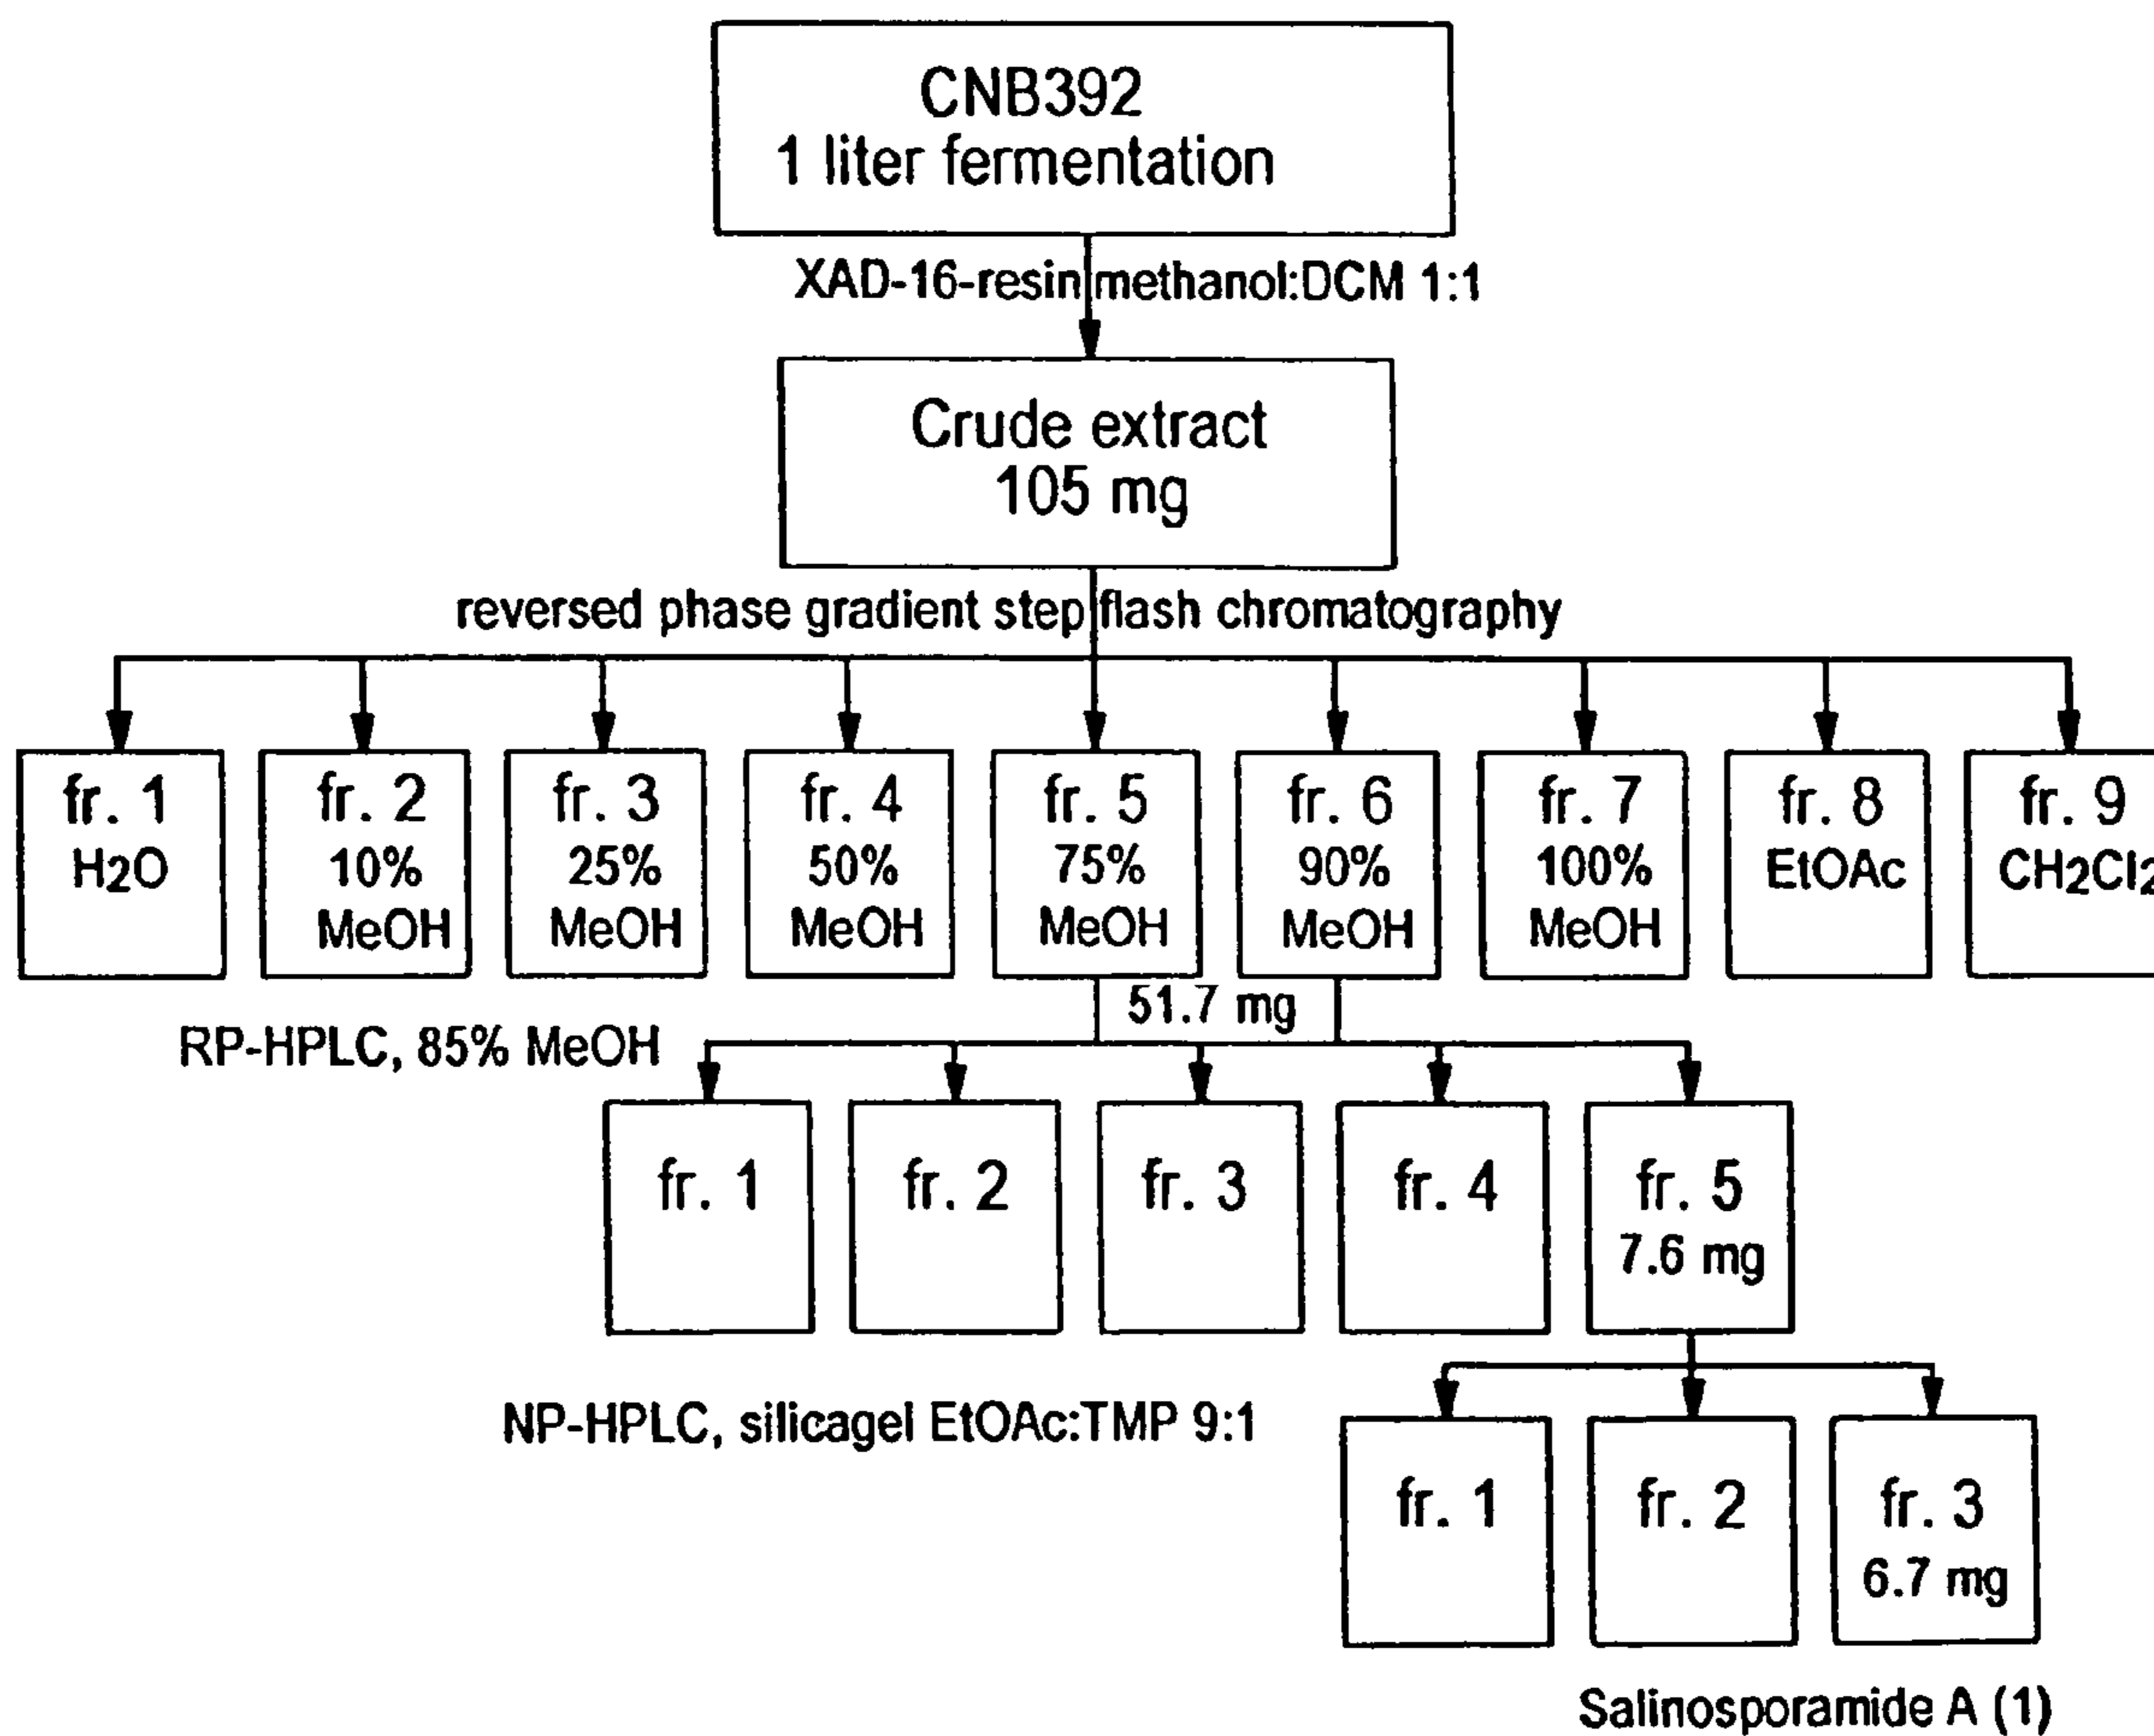 CNB392
1 liter fermentation
XAD-16-resin methanol:DCM 1:1
Crude extract
105 mg
reversed phase gradient step flash chromatography
fr. 1
H2O
fr. 2
10%
MeOH
fr. 3
25%
MeOH
fr. 4
50%
MeOH
fr. 5
75%
MeOH
fr. 6
90%
MeOH
fr. 7
100%
MeOH
fr. 8
EtOAc
fr. 9
CH2Cl2
51.7 mg
RP-HPLC, 85% MeOH
fr. 1
fr. 2
fr. 3
fr. 4
fr. 5
7.6 mg
NP-HPLC, silicagel EtOAc:TMP 9:1
fr. 1
fr. 2
fr. 3
6.7 mg
Salinosporamide A (1)